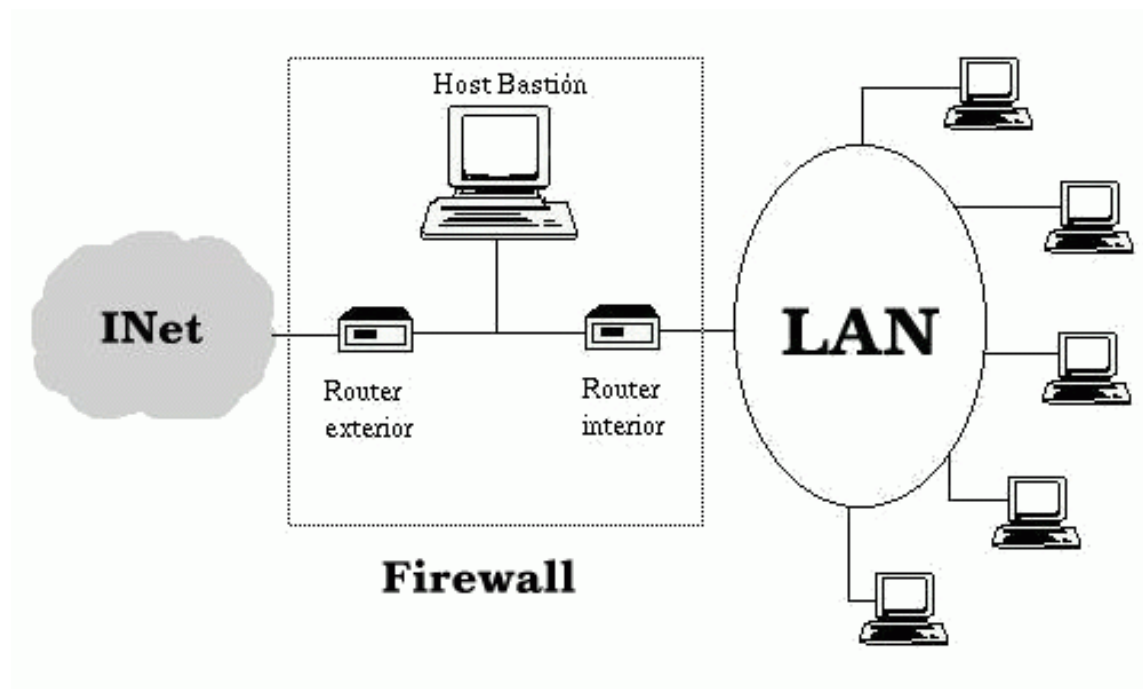 Host Bastión
INet
LAN
Router
exterior
Router
interior
Firewall